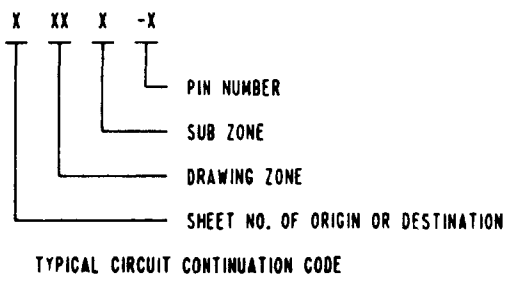 X XX X -X
PIN NUMBER
SUB ZONE
DRAWING ZONE
SHEET NO. OF ORIGIN OR DESTINATION
TYPICAL CIRCUIT CONTINUATION CODE